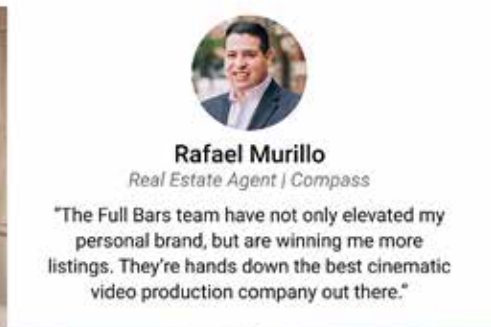 Rafael Murillo
Real Estate Agent | Compass
"The Full Bars team have not only elevated my
personal brand, but are winning me more
listings. They're hands down the best cinematic
video production company out there."